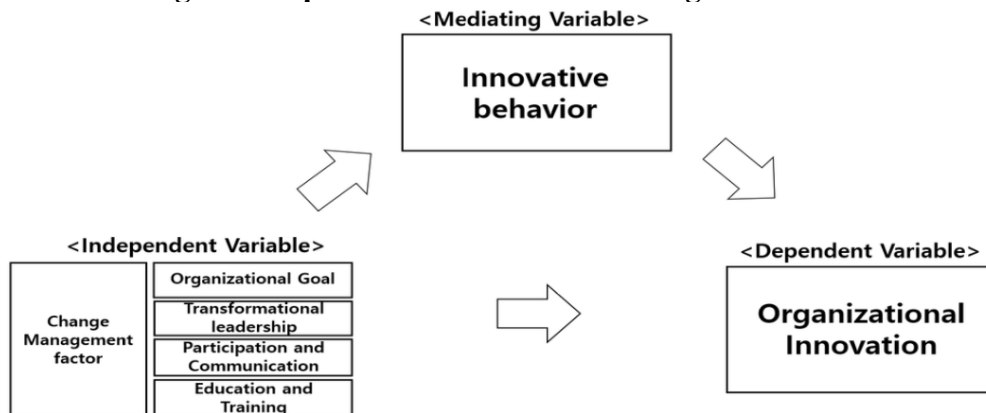 <Mediating Variable>
Innovative
behavior
<Independent Variable>
Change
Management
factor
Organizational Goal
Transformational
leadership
Participation and
Communication
Education and
Training
<Dependent Variable>
Organizational
Innovation